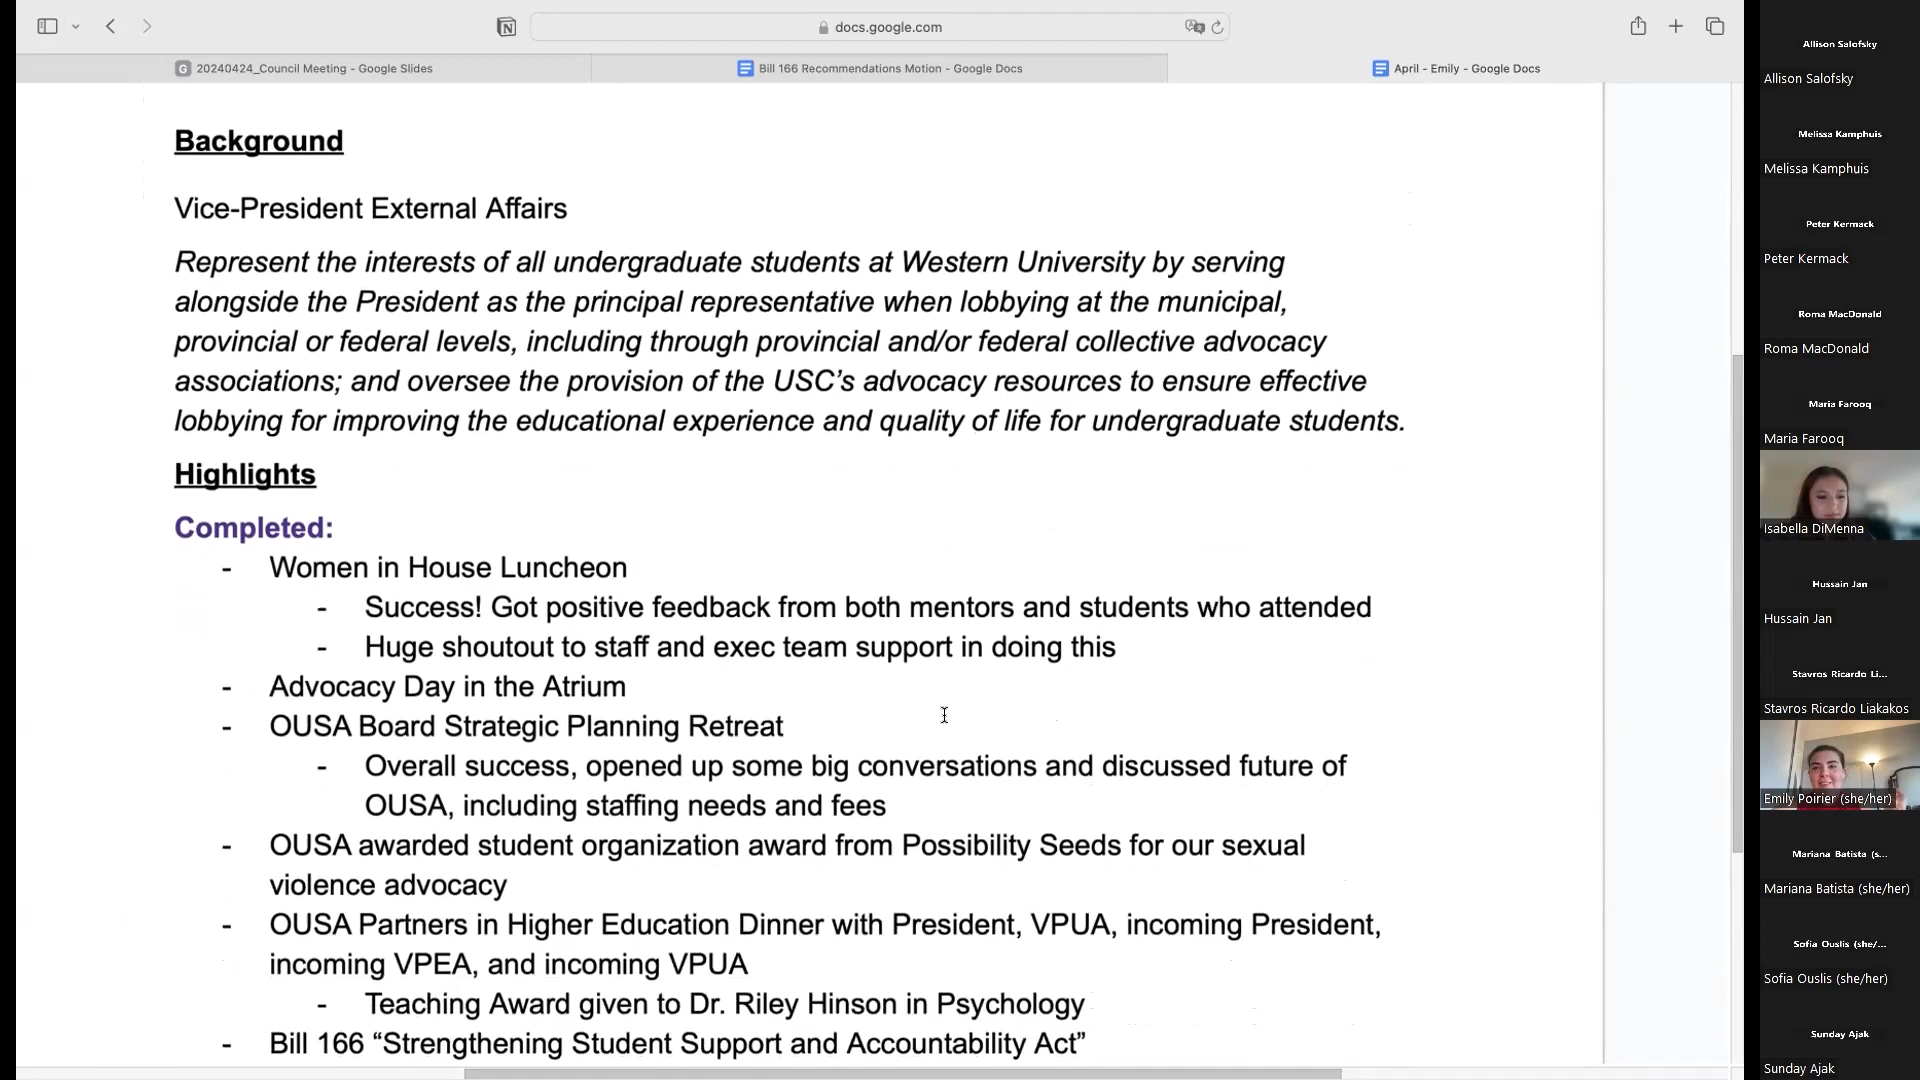 docs.google.com
20240424_Council Meeting - Google Slides
Bill 166 Recommendations Motion - Google Docs
April - Emily - Google Docs
Background
Vice-President External Affairs
Represent the interests of all undergraduate students at Western University by serving
alongside the President as the principal representative when lobbying at the municipal,
provincial or federal levels, including through provincial and/or federal collective advocacy
associations; and oversee the provision of the USC’s advocacy resources to ensure effective
lobbying for improving the educational experience and quality of life for undergraduate students.
Highlights
Completed:
- Women in House Luncheon
- Success! Got positive feedback from both mentors and students who attended
- Huge shoutout to staff and exec team support in doing this
- Advocacy Day in the Atrium
- OUSA Board Strategic Planning Retreat
- Overall success, opened up some big conversations and discussed future of
OUSA, including staffing needs and fees
- OUSA awarded student organization award from Possibility Seeds for our sexual
violence advocacy
- OUSA Partners in Higher Education Dinner with President, VPUA, incoming President,
incoming VPEA, and incoming VPUA
- Teaching Award given to Dr. Riley Hinson in Psychology
- Bill 166 “Strengthening Student Support and Accountability Act”
Allison Salofsky
Allison Salofsky
Melissa Kamphuis
Melissa Kamphuis
Peter Kermack
Peter Kermack
Roma MacDonald
Roma MacDonald
Maria Farooq
Maria Farooq
Isabella DiMenna
Hussain Jan
Hussain Jan
Stavros Ricardo Li...
Stavros Ricardo Liakakos
Emily Poirier (she/her)
Mariana Batista (s...
Mariana Batista (she/her)
Sofia Ouslis (she/...
Sofia Ouslis (she/her)
Sunday Ajak
Sunday Ajak